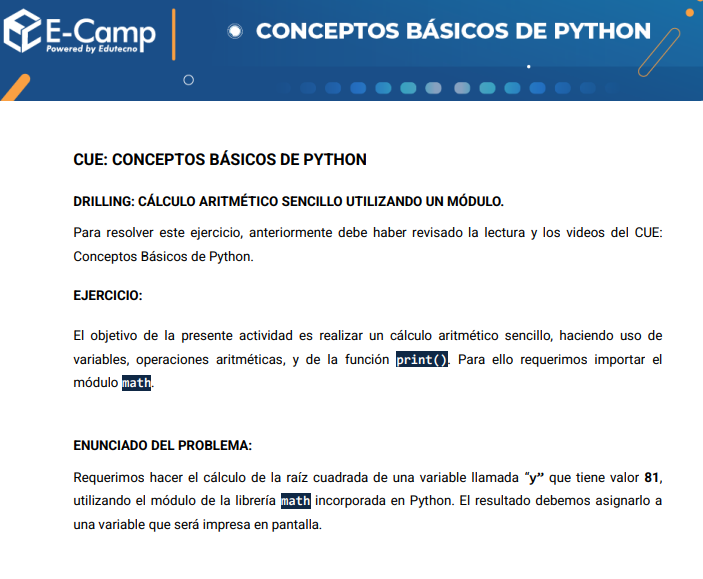 E-Camp
Powered by Edutecno
CONCEPTOS BÁSICOS DE PYTHON
CUE: CONCEPTOS BÁSICOS DE PYTHON
DRILLING: CÁLCULO ARITMÉTICO SENCILLO UTILIZANDO UN MÓDULO.
Para resolver este ejercicio, anteriormente debe haber revisado la lectura y los videos del CUE:
Conceptos Básicos de Python.
EJERCICIO:
El objetivo de la presente actividad es realizar un cálculo aritmético sencillo, haciendo uso de
variables, operaciones aritméticas, y de la función print(). Para ello requerimos importar el
módulo math.
ENUNCIADO DEL PROBLEMA:
Requerimos hacer el cálculo de la raíz cuadrada de una variable llamada “y” que tiene valor 81,
utilizando el módulo de la librería math incorporada en Python. El resultado debemos asignarlo a
una variable que será impresa en pantalla.